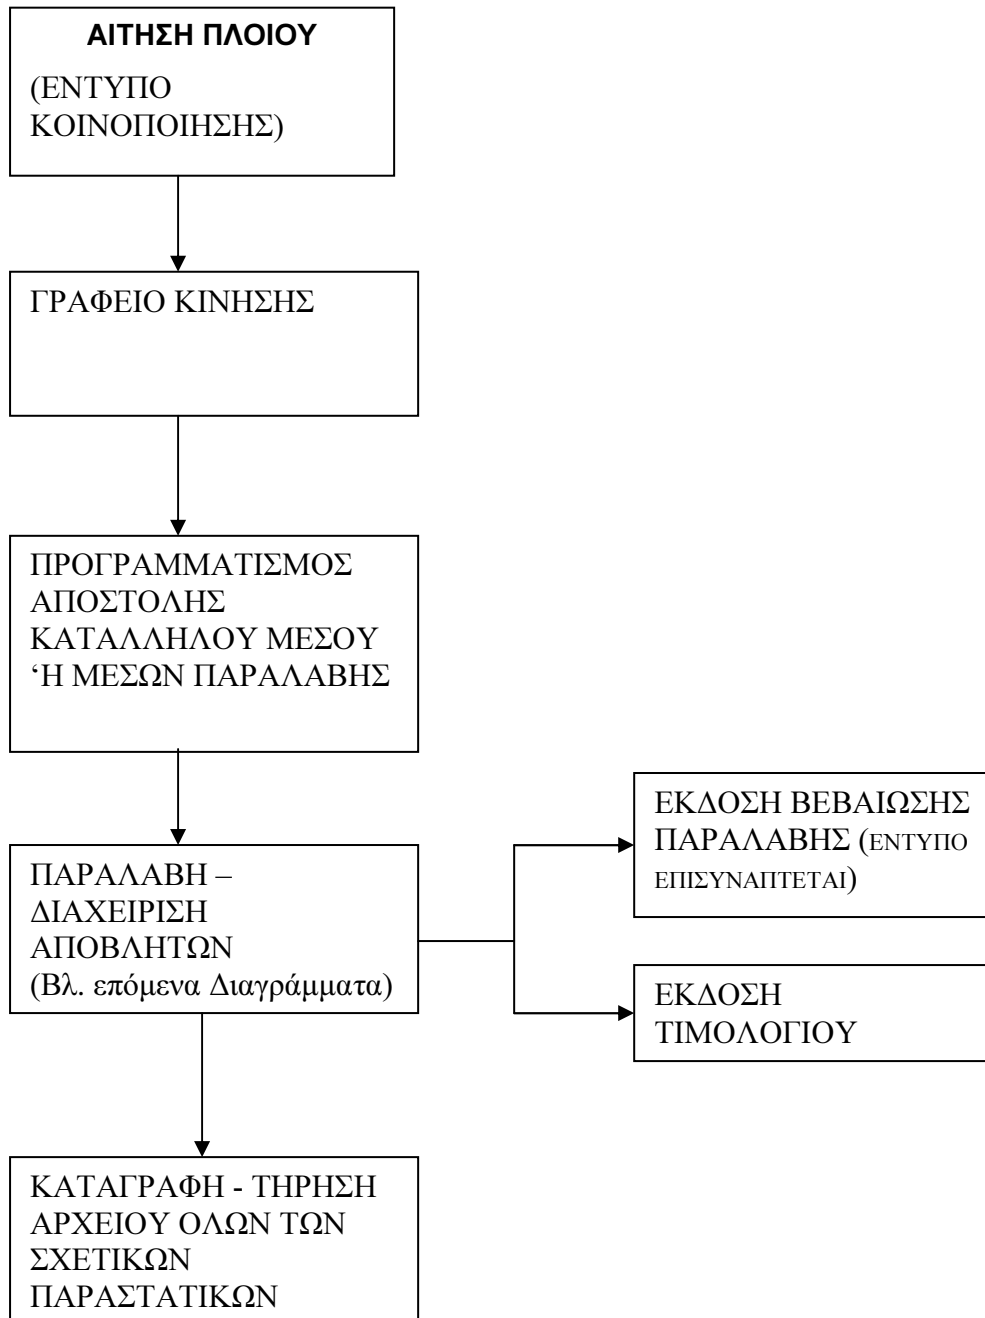 ΑΙΤΗΣΗ ΠΛΟΙΟΥ
(ΕΝΤΥΠΟ
ΚΟΙΝΟΠΟΙΗΣΗΣ)
ΓΡΑΦΕΙΟ ΚΙΝΗΣΗΣ
ΠΡΟΓΡΑΜΜΑΤΙΣΜΟΣ
ΑΠΟΣΤΟΛΗΣ
ΚΑΤΑΛΛΗΛΟΥ ΜΕΣΟΥ
‘Η ΜΕΣΩΝ ΠΑΡΑΛΑΒΗΣ
ΠΑΡΑΛΑΒΗ –
ΔΙΑΧΕΙΡΙΣΗ
ΑΠΟΒΛΗΤΩΝ
(Βλ. επόμενα Διαγράμματα)
ΕΚΔΟΣΗ ΒΕΒΑΙΩΣΗΣ
ΠΑΡΑΛΑΒΗΣ (ΕΝΤΥΠΟ
ΕΠΙΣΥΝΑΠΤΕΤΑΙ)
ΕΚΔΟΣΗ
ΤΙΜΟΛΟΓΙΟΥ
ΚΑΤΑΓΡΑΦΗ - ΤΗΡΗΣΗ
ΑΡΧΕΙΟΥ ΟΛΩΝ ΤΩΝ
ΣΧΕΤΙΚΩΝ
ΠΑΡΑΣΤΑΤΙΚΩΝ